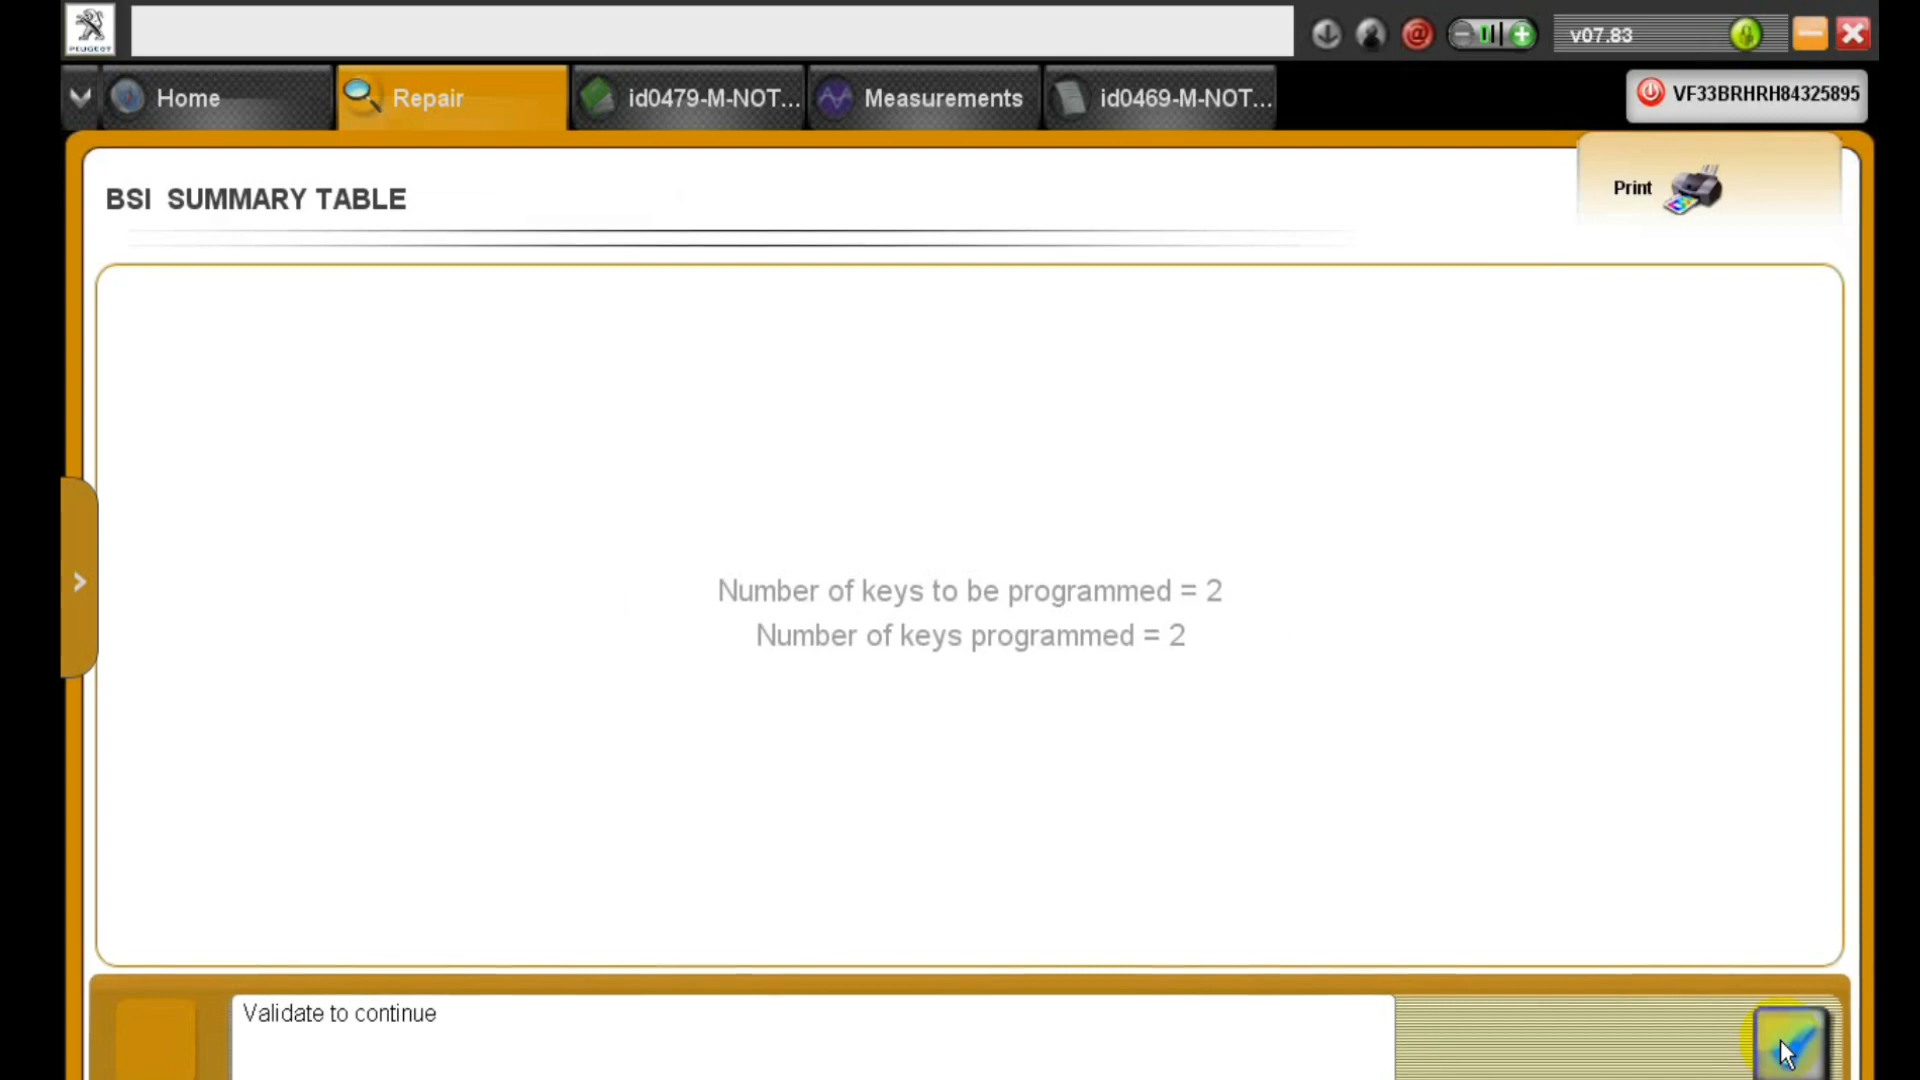 PEUGEOT
v07.83
Home
Repair
id0479-M-NOT...
Measurements
id0469-M-NOT...
VF33BRHRH84325895
BSI SUMMARY TABLE
Print
Number of keys to be programmed = 2
Number of keys programmed = 2
Validate to continue